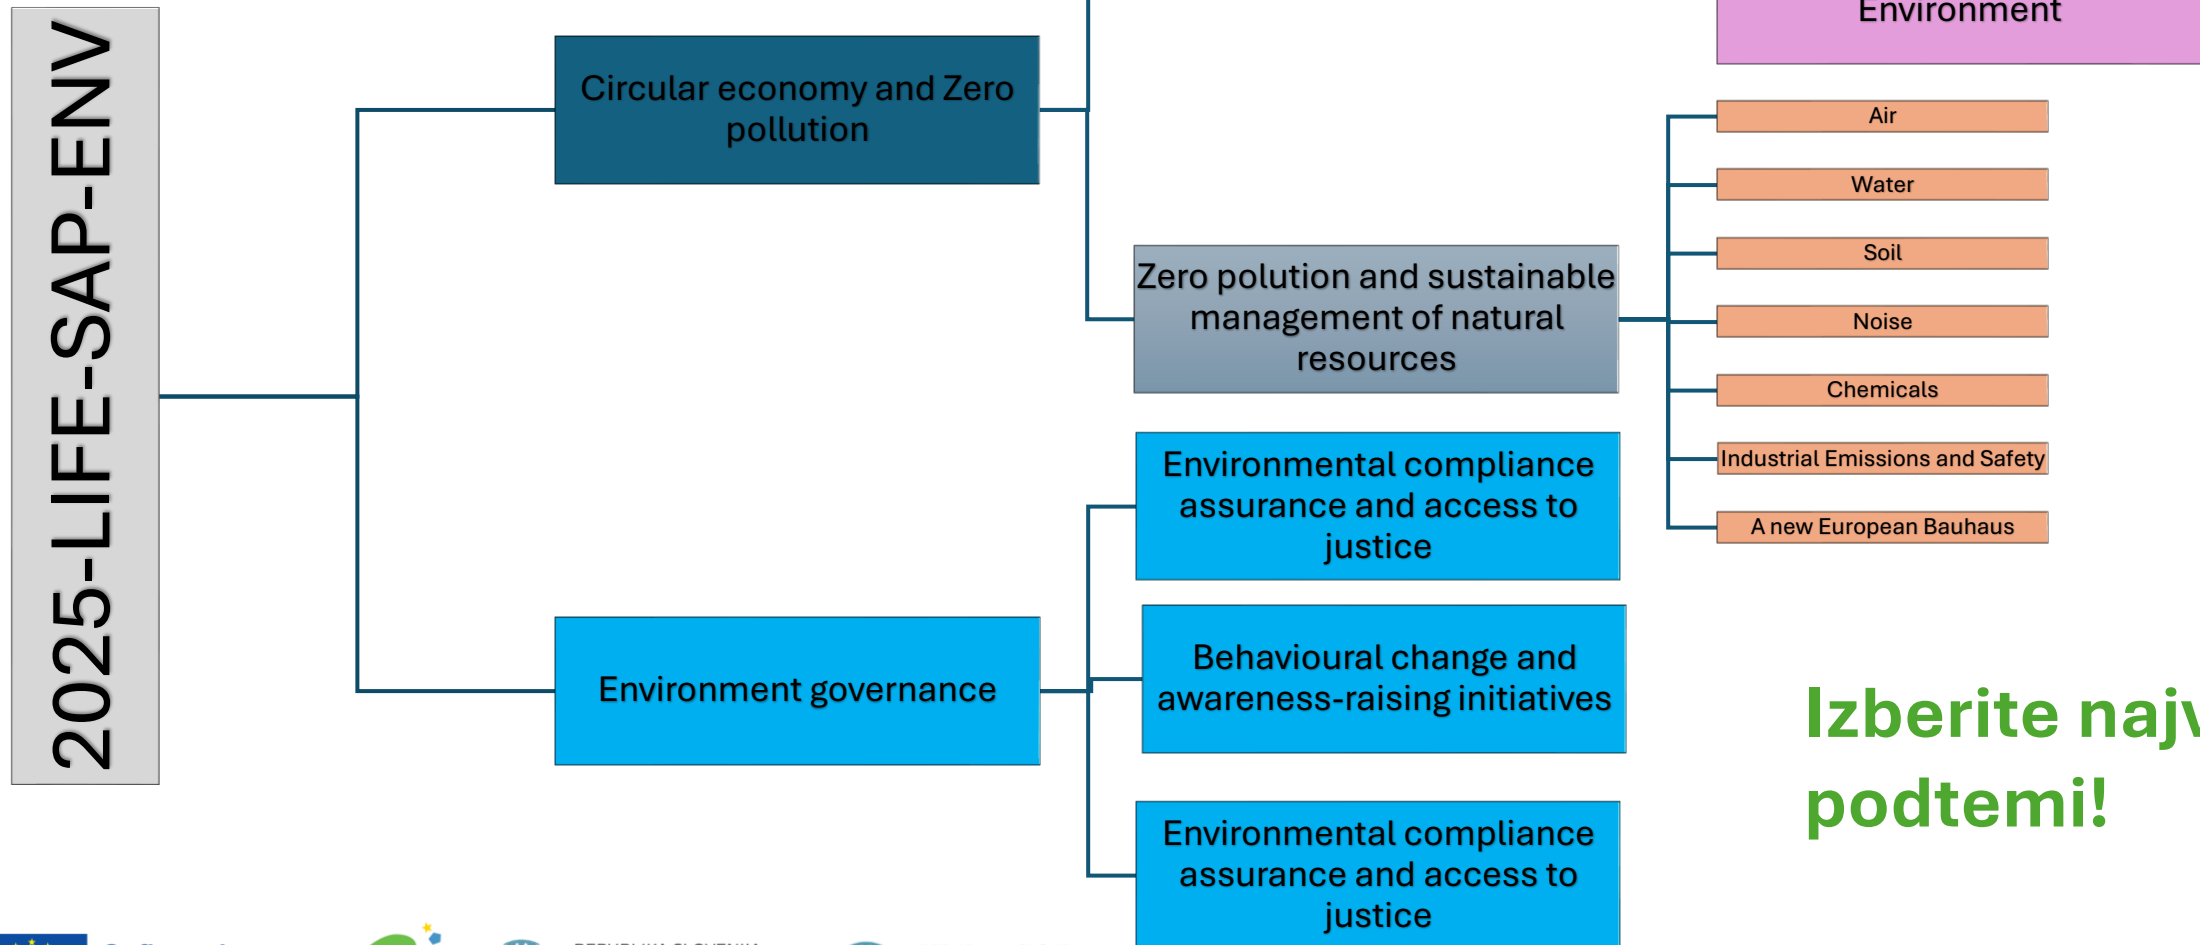 2025-LIFE-SAP-ENV
Circular economy and Zero
pollution
Environment governance
Zero polution and sustainable
management of natural
resources
Environmental compliance
assurance and access to
justice
Behavioural change and
awareness-raising initiatives
Environmental compliance
assurance and access to
justice
Environment
Air
Water
Soil
Noise
Chemicals
Industrial Emissions and Safety
A new European Bauhaus
Izberite
podtemi!